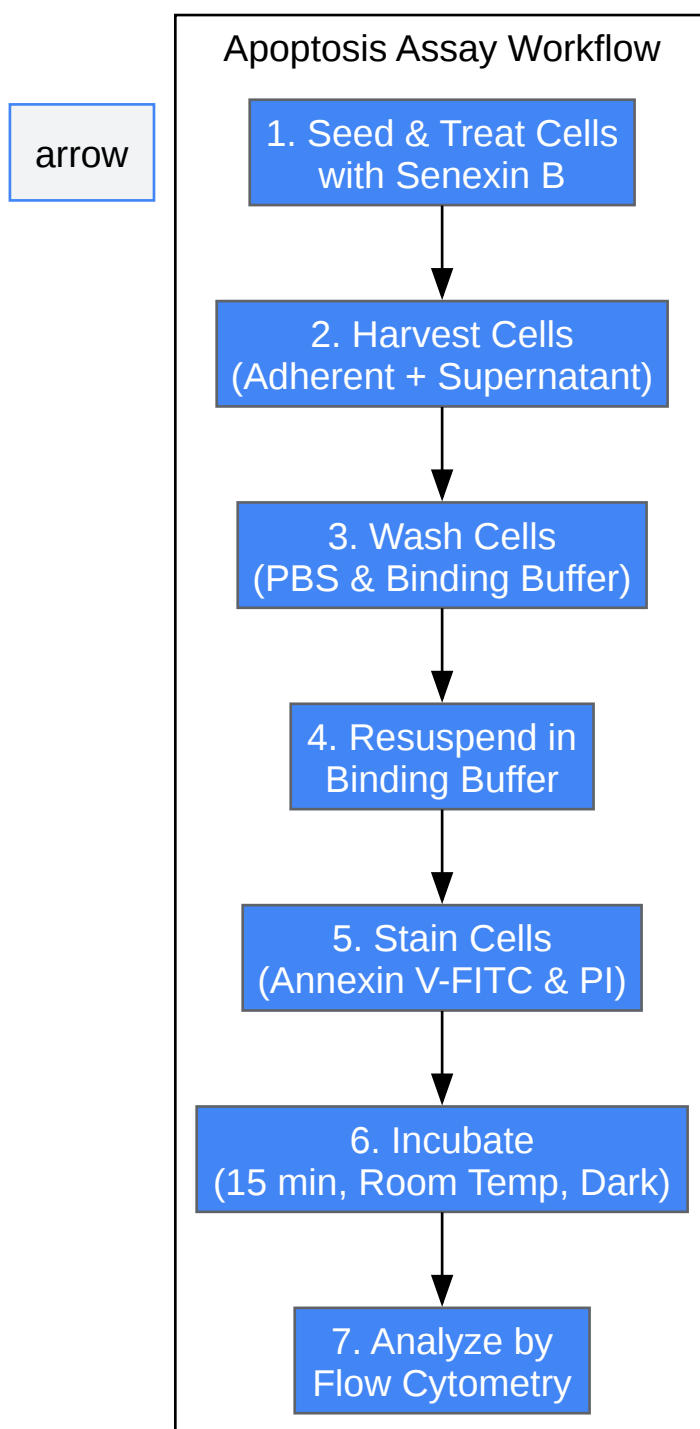 Apoptosis Assay Workflow
arrow
1. Seed & Treat Cells
with Senexin B
2. Harvest Cells
(Adherent + Supernatant)
3. Wash Cells
(PBS & Binding Buffer)
4. Resuspend in
Binding Buffer
5. Stain Cells
(Annexin V-FITC & PI)
6. Incubate
(15 min, Room Temp, Dark)
7. Analyze by
Flow Cytometry